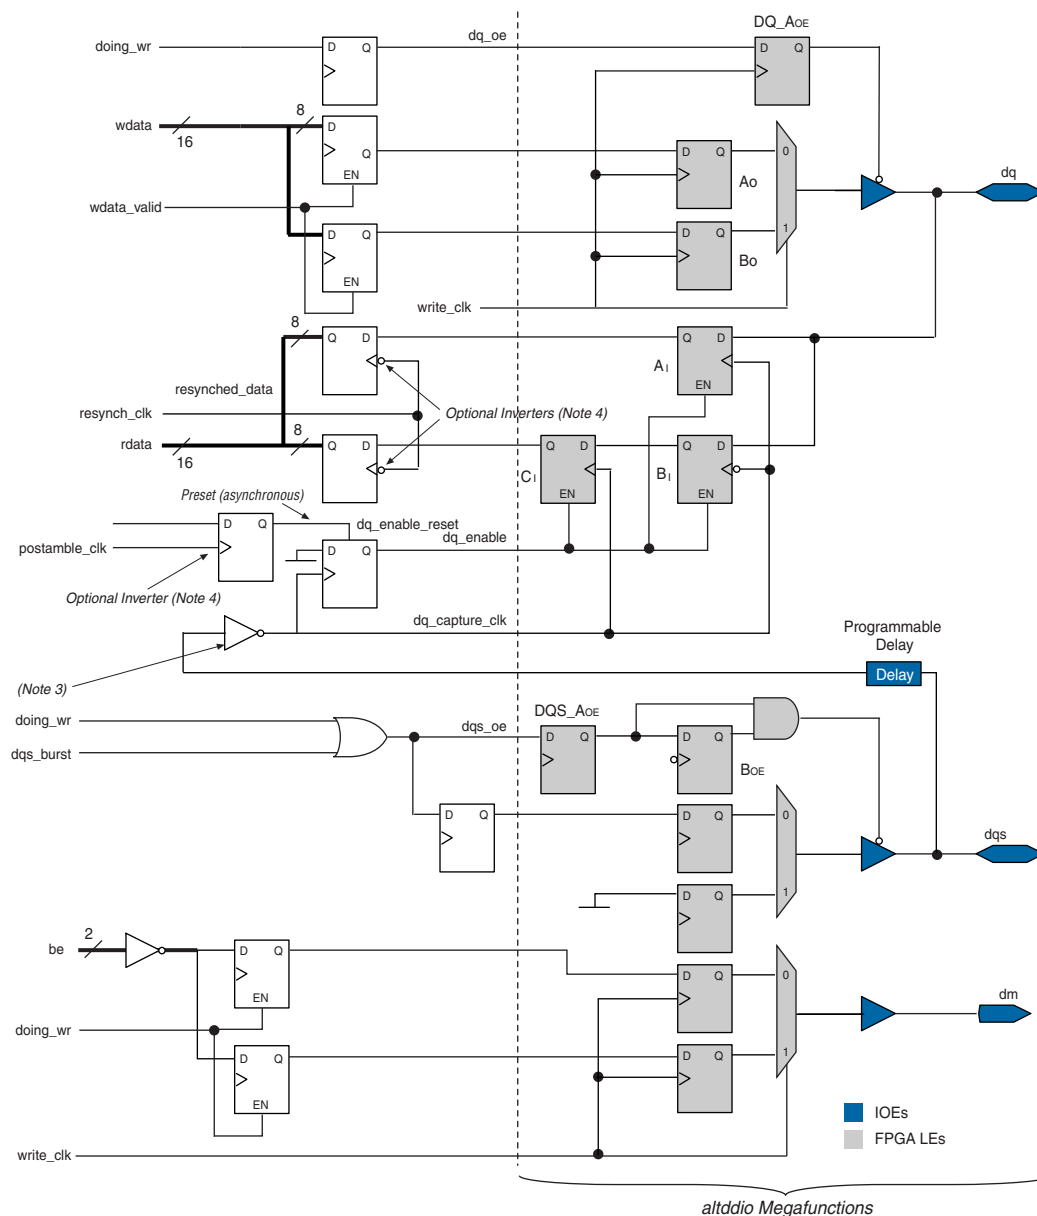 DQ_AOE
doing_wr
D Q
dq_oe
D Q
wdata
16
8
D
Q
EN
D Q
Ao
0
dq
wdata_valid
D Q
EN
D Q
Bo
1
write_clk
8
Q D
Q D
AI
EN
resynched_data
resynch_clk
Optional Inverters (Note 4)
rdata
16
8
Q D
Q D
CI
EN
Q D
BI
EN
Preset (asynchronous)
D Q
dq_enable_reset
postamble_clk
D Q
dq_enable
Optional Inverter (Note 4)
dq_capture_clk
Programmable
Delay
Delay
(Note 3)
doing_wr
dqs_burst
dqs_oe
DQS_AOE
D Q
D Q
BOE
D Q
D Q
0
dqs
D Q
1
be
2
D Q
EN
D Q
0
dm
doing_wr
D Q
EN
D Q
1
IOEs
FPGA LEs
write_clk
altddio Megafunctions